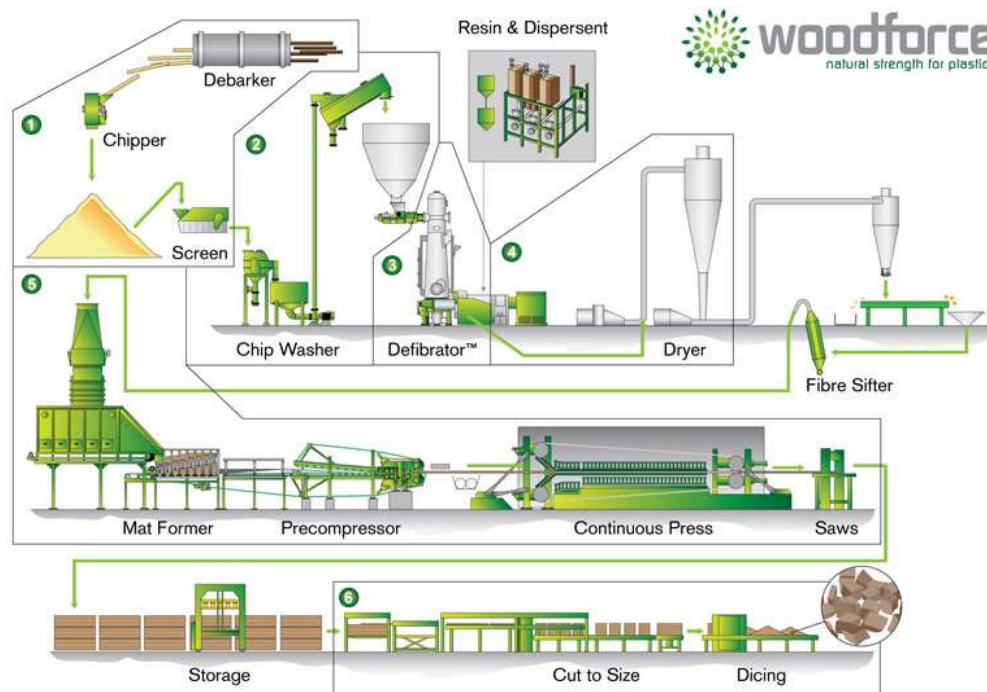 Resin & Dispersent
woodforce
natural strength for plastic
Debarker
1
Chipper
2
Screen
3
4
5
Chip Washer
Defibrator™
Dryer
Fibre Sifter
Mat Former
Precompressor
Continuous Press
Saws
6
Storage
Cut to Size
Dicing